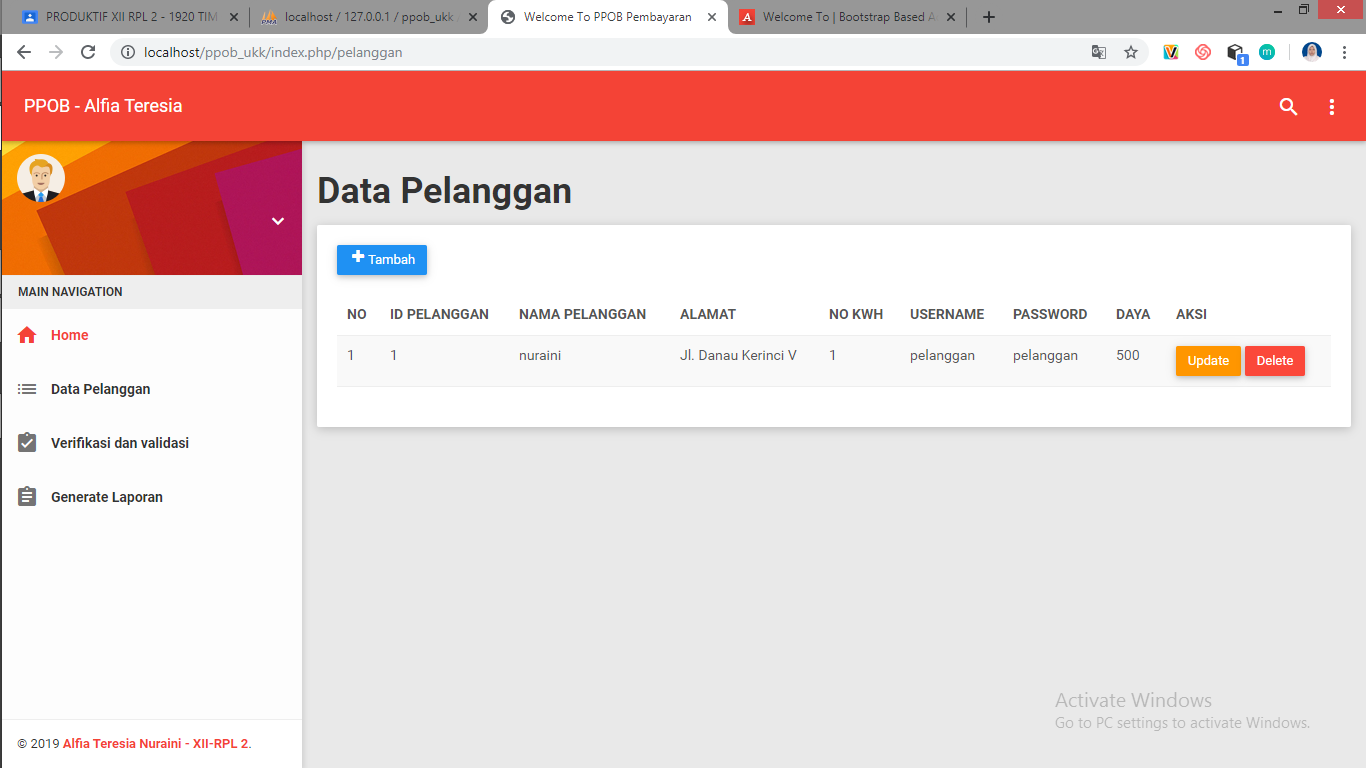 PRODUKTIF XII RPL 2 - 1920 TIM
localhost / 127.0.0.1 / ppob_ukk
Welcome To PPOB Pembayaran
Welcome To | Bootstrap Based A
localhost/ppob_ukk/index.php/pelanggan
1
m
PPOB - Alfia Teresia
MAIN NAVIGATION
Home
Data Pelanggan
Verifikasi dan validasi
Generate Laporan
© 2019 Alfia Teresia Nuraini - XII-RPL 2.
Data Pelanggan
Tambah
NO ID PELANGGAN NAMA PELANGGAN ALAMAT NO KWH USERNAME PASSWORD DAYA AKSI
1 1 nuraini Jl. Danau Kerinci V 1 pelanggan pelanggan 500 Update Delete
Activate Windows
Go to PC settings to activate Windows.